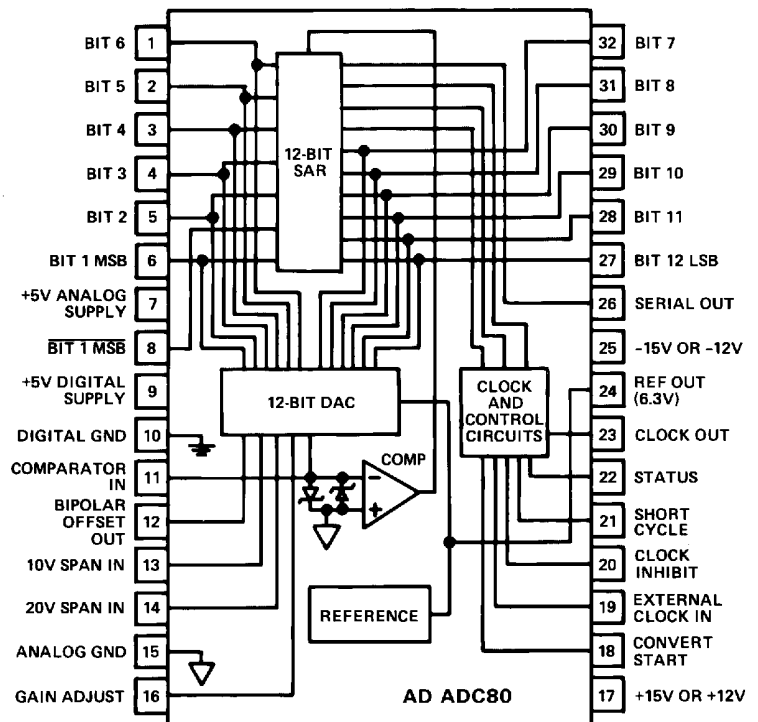 BIT 6 1
BIT 5 2
BIT 4 3
BIT 3 4
BIT 2 5
BIT 1 MSB 6
+5V ANALOG
SUPPLY 7
BIT 1 MSB 8
+5V DIGITAL
SUPPLY 9
DIGITAL GND 10
COMPARATOR
IN 11
BIPOLAR
OFFSET
OUT 12
10V SPAN IN 13
20V SPAN IN 14
ANALOG GND 15
GAIN ADJUST 16
12-BIT
SAR
12-BIT DAC
COMP
−
+
REFERENCE
CLOCK
AND
CONTROL
CIRCUITS
AD ADC80
32 BIT 7
31 BIT 8
30 BIT 9
29 BIT 10
28 BIT 11
27 BIT 12 LSB
26 SERIAL OUT
25 -15V OR -12V
24 REF OUT
(6.3V)
23 CLOCK OUT
22 STATUS
21 SHORT
CYCLE
20 CLOCK
INHIBIT
19 EXTERNAL
CLOCK IN
18 CONVERT
START
17 +15V OR +12V